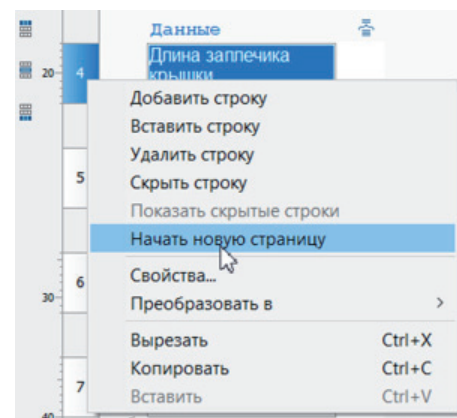 Данные
20
4
Длина заплечика
крышки
Добавить строку
Вставить строку
Удалить строку
5
Скрыть строку
Показать скрытые строки
Начать новую страницу
6
Свойства...
30
Преобразовать в
Вырезать Ctrl+X
Копировать Ctrl+C
7
Вставить Ctrl+V
40